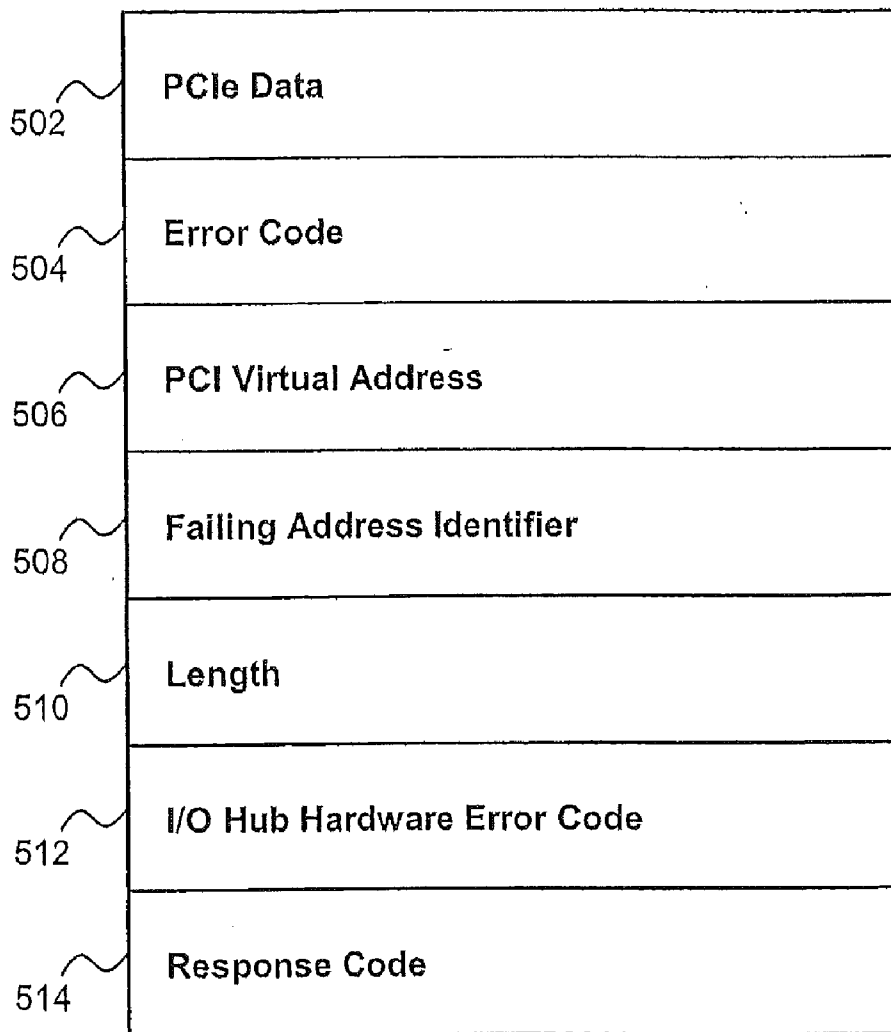 PCIe Data
502
Error Code
504
PCI Virtual Address
506
Failing Address Identifier
508
Length
510
I/O Hub Hardware Error Code
512
Response Code
514